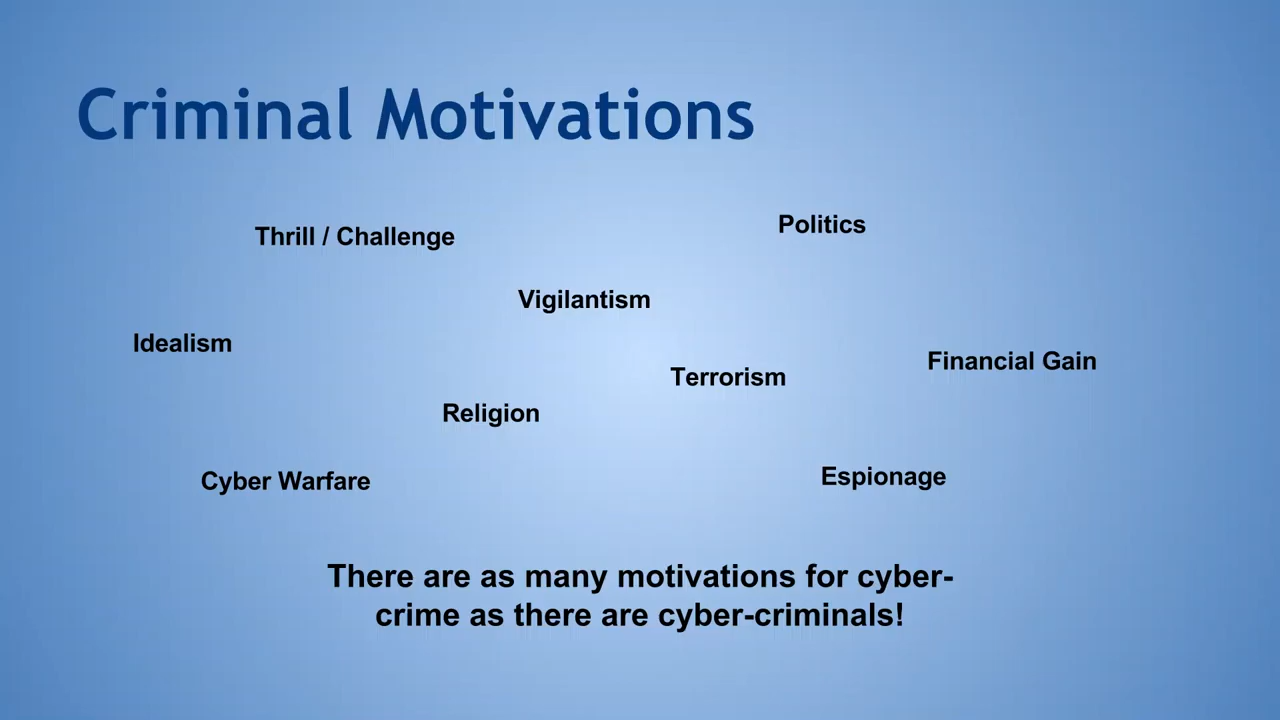 Criminal Motivations
Thrill / Challenge
Politics
Vigilantism
Idealism
Financial Gain
Terrorism
Religion
Cyber Warfare
Espionage
There are as many motivations for cyber-
crime as there are cyber-criminals!